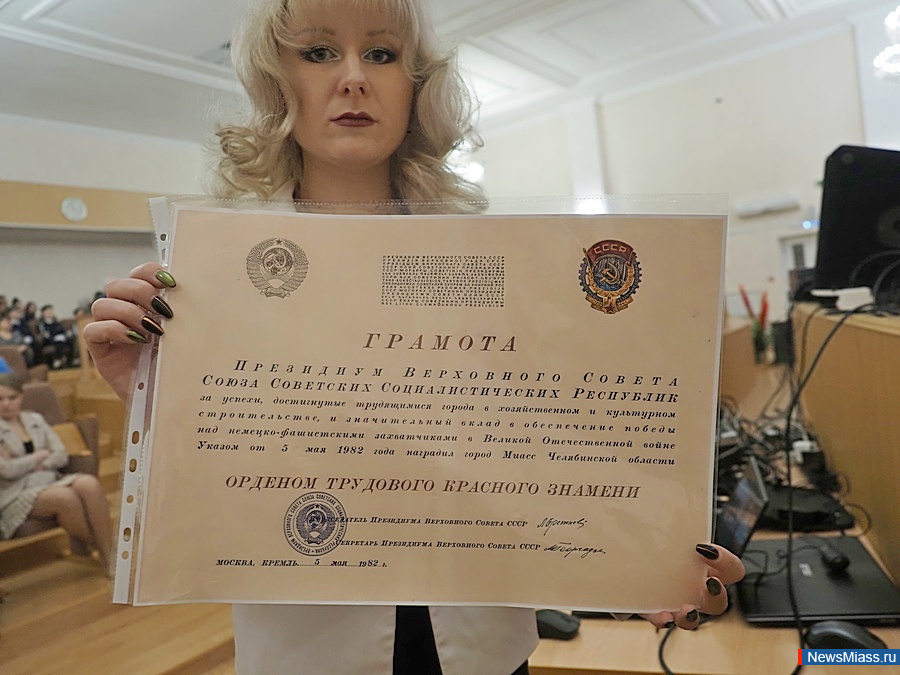 СССР
ГРАМОТА
ПРЕЗИДИУМ ВЕРХОВНОГО СОВЕТА
СОЮЗА СОВЕТСКИХ СОЦИАЛИСТИЧЕСКИХ РЕСПУБЛИК
за успехи, достигнутые трудящимися города в хозяйственном и культурном
строительстве, и значительный вклад в обеспечение победы
над немецко-фашистскими захватчиками в Великой Отечественной войне
Указом от 5 мая 1982 года наградил город Миасс Челябинской области
ОРДЕНОМ ТРУДОВОГО КРАСНОГО ЗНАМЕНИ
ПРЕЗИДИУМА ВЕРХОВНОГО СОВЕТА СССР
СЕКРЕТАРЬ ПРЕЗИДИУМА ВЕРХОВНОГО СОВЕТА СССР
МОСКВА, КРЕМЛЬ. 5 мая 1982 г.
NewsMiass.ru